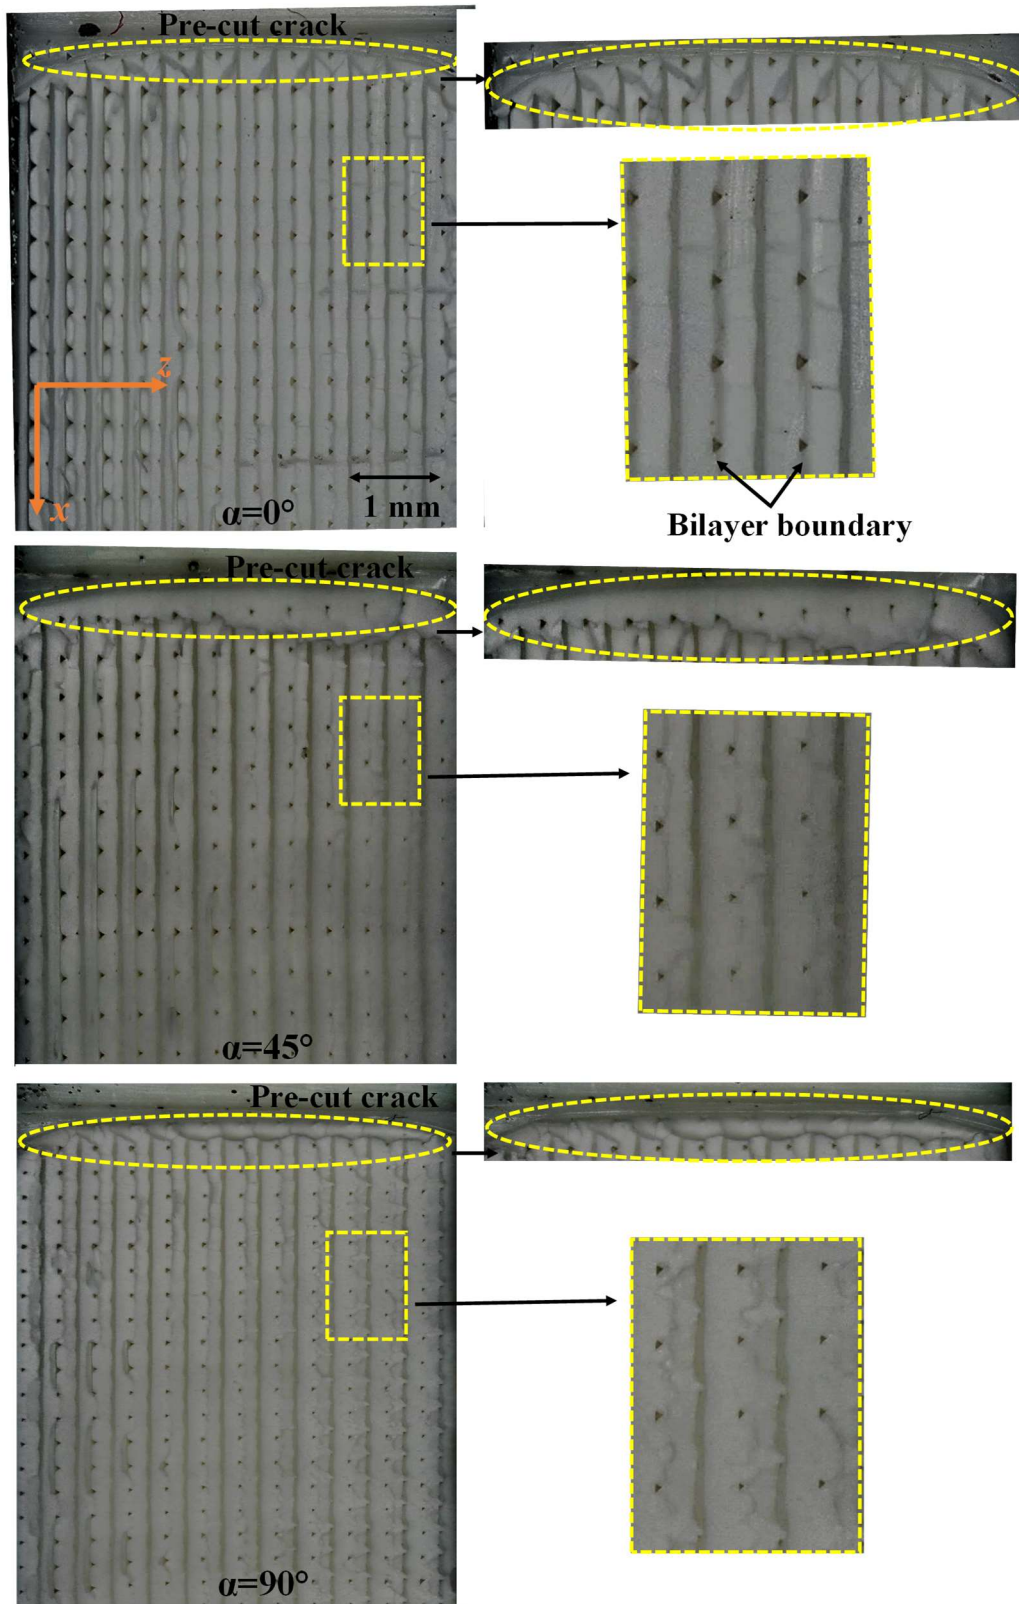 Pre-cut crack
z
x
1 mm
α=0°
Bilayer boundary
Pre-cut crack
α=45°
Pre-cut crack
α=90°